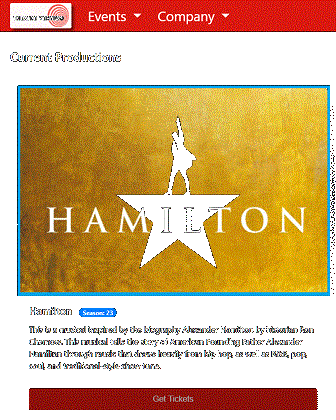 Events Company
Current Productions
HAMILTON
Hamilton Season: 23
This is a musical inspired by the biography Alexander Hamilton by historian Ron
Chernow. This musical tells the story of American Founding Father Alexander
Hamilton through music that draws heavily from hip hop, as well as R&B, pop,
soul, and traditional-style show tunes.
Get Tickets